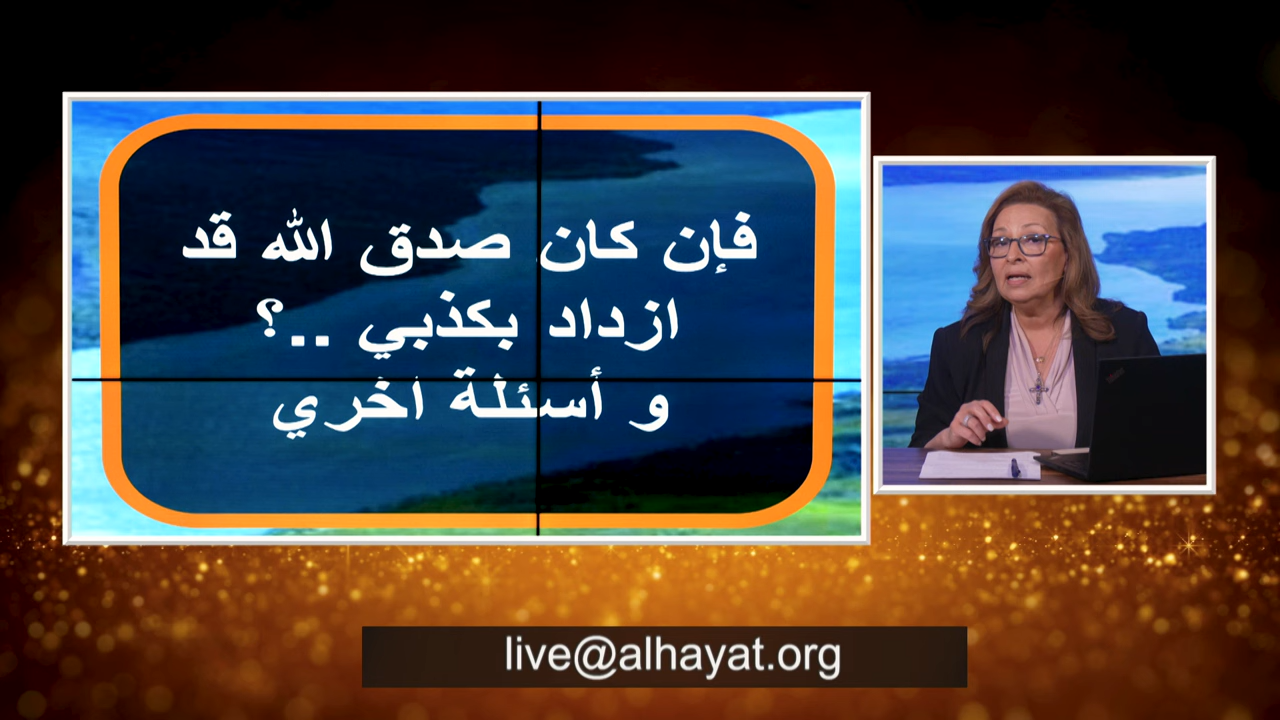 فإن كان صدق الله قد
ازداد بكذبي ..؟
و أسئلة أخري
live@alhayat.org